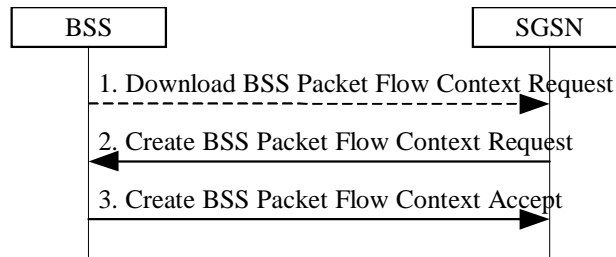 BSS
SGSN
1. Download BSS Packet Flow Context Request
2. Create BSS Packet Flow Context Request
3. Create BSS Packet Flow Context Accept